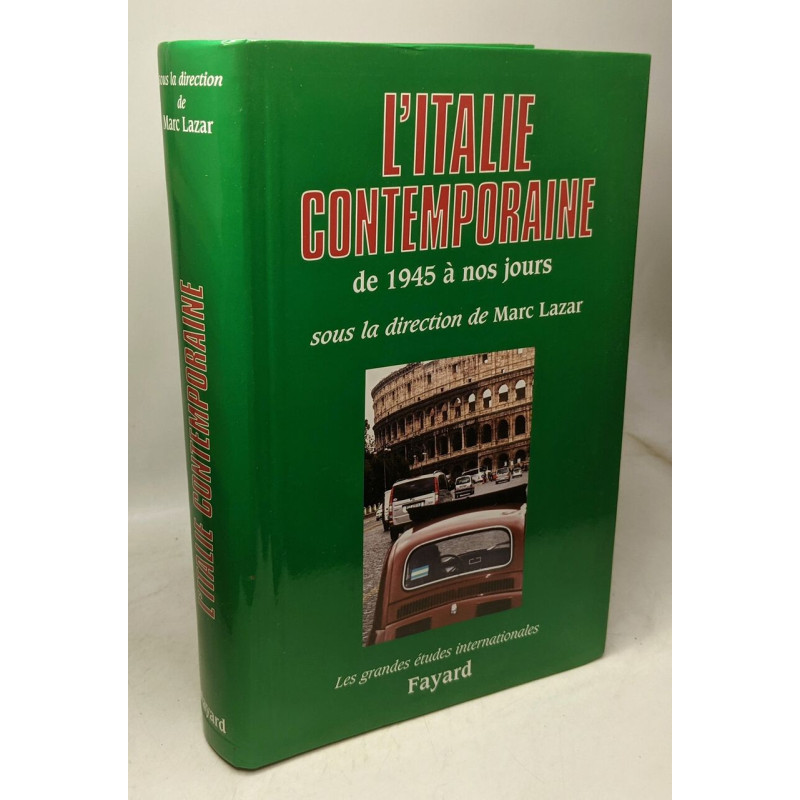 sous la direction
de
Marc Lazar
L'ITALIE CONTEMPORAINE
Fayard
L'ITALIE
CONTEMPORAINE
de 1945 à nos jours
sous la direction de Marc Lazar
Les grandes études internationales
Fayard